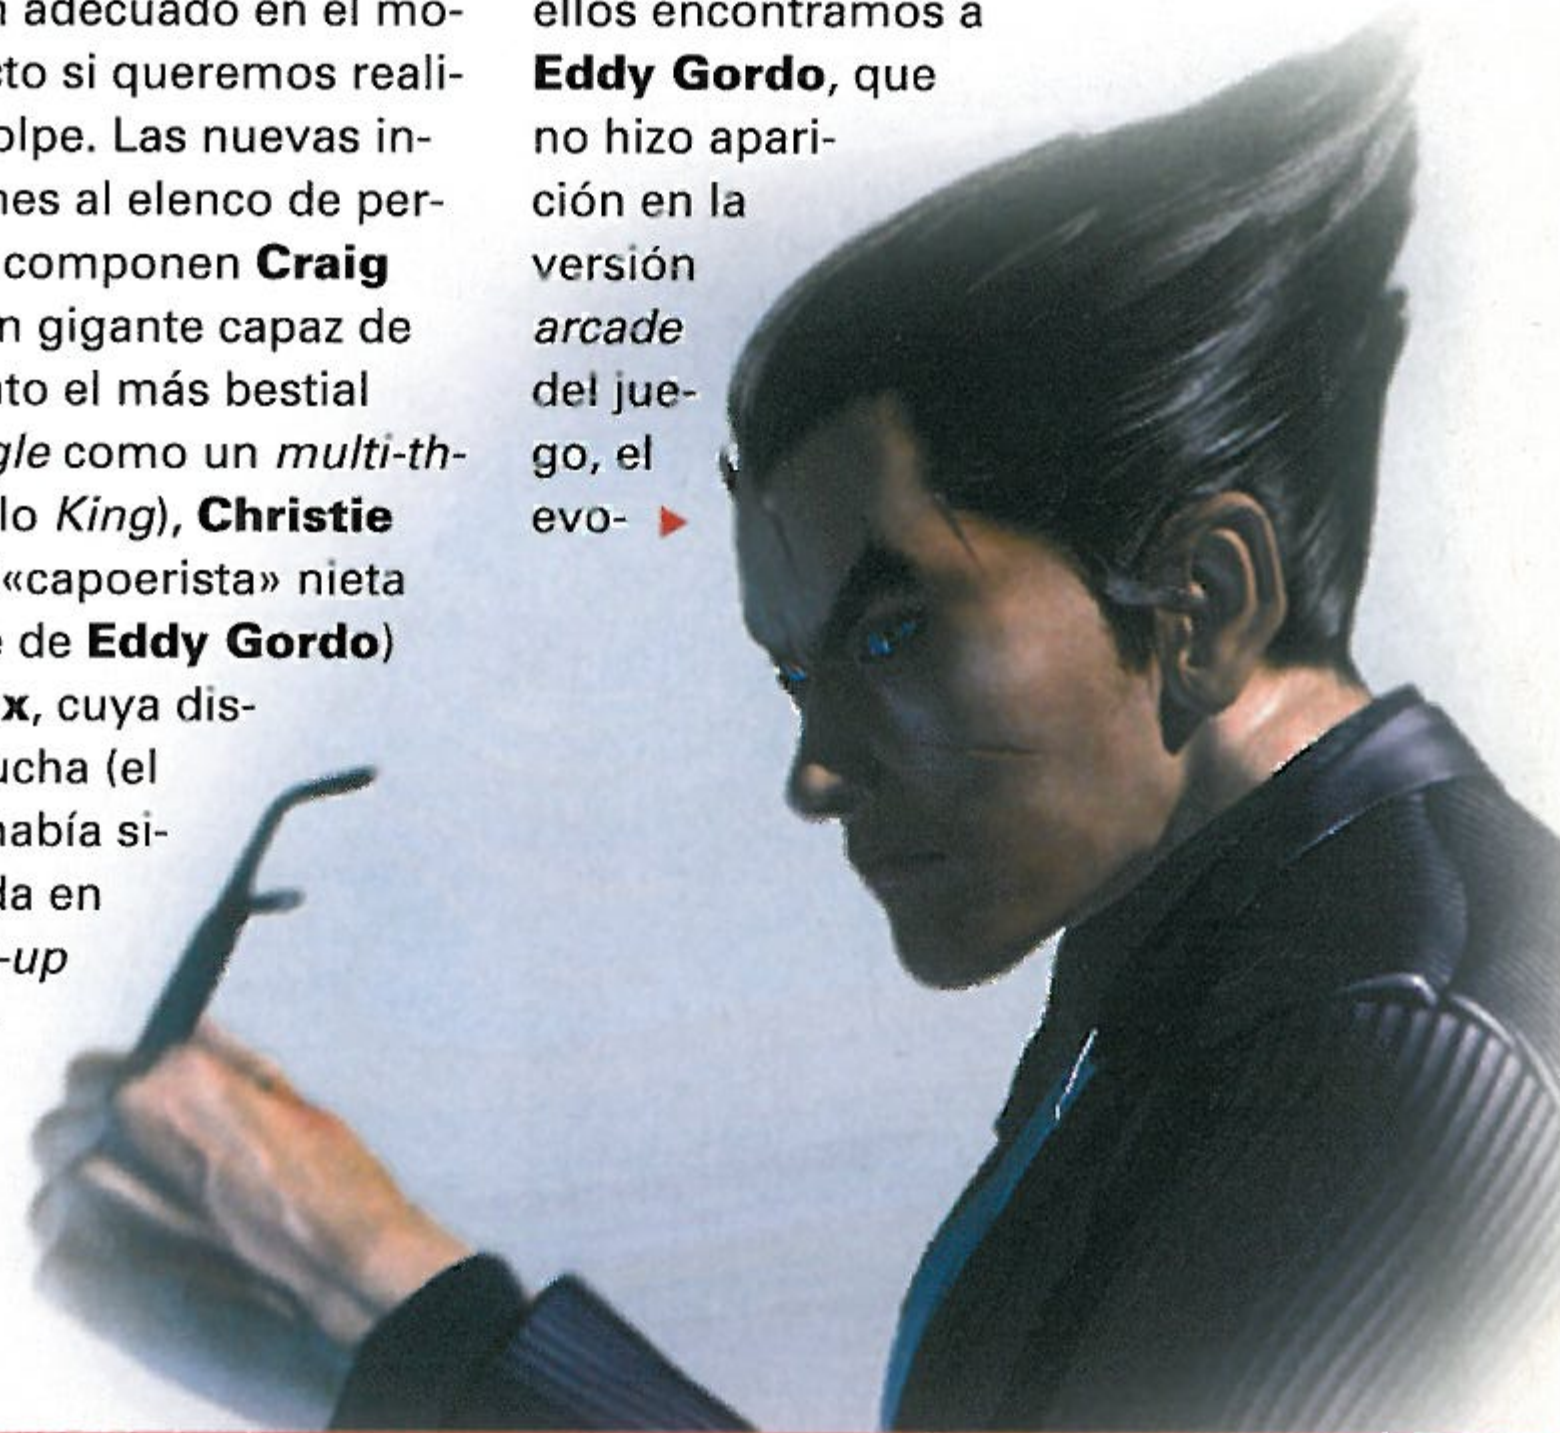 adecuado en el mo-
to si queremos reali-
olpe. Las nuevas in-
nes al elenco de per-
componen Craig
n gigante capaz de
to el más bestial
gle como un multi-th-
lo King), Christie
«capoerista» nieta
de Eddy Gordo)
x, cuya dis-
ucha (el
había si-
da en
-up
ellos encontramos a
Eddy Gordo, que
no hizo apari-
ción en la
versión
arcade
del jue-
go, el
evo-